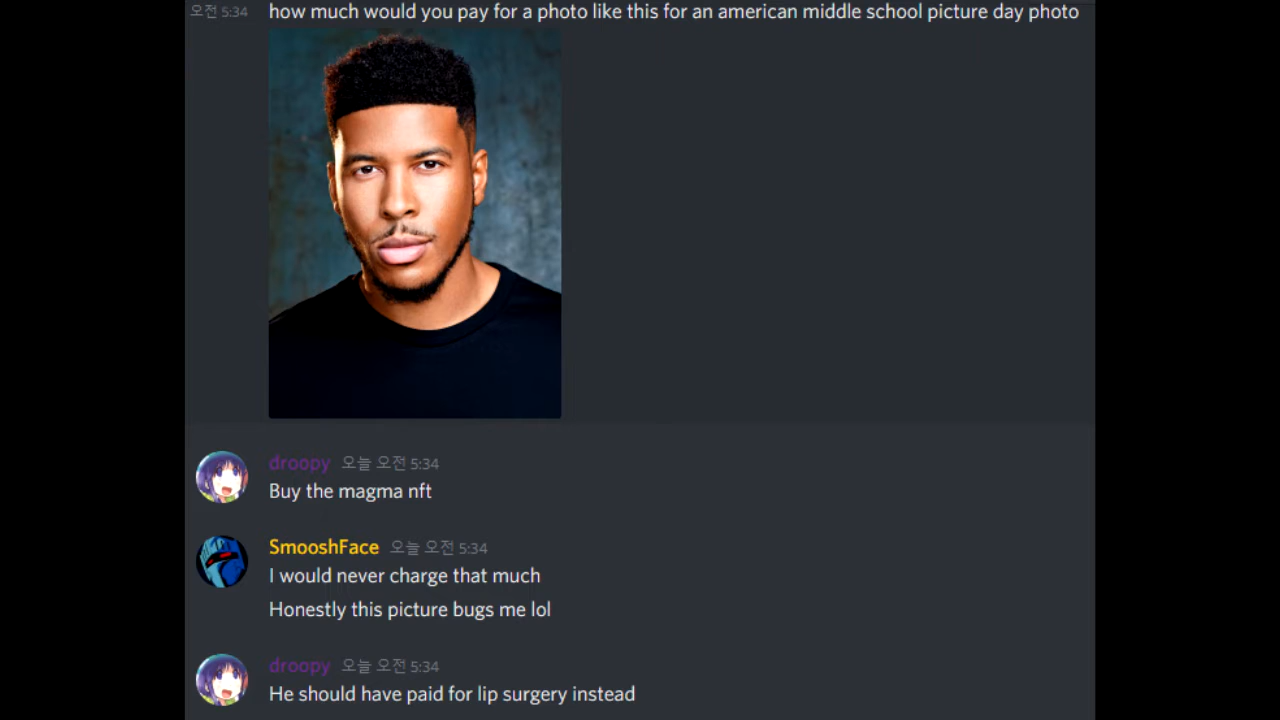 오전 5:34 how much would you pay for a photo like this for an american middle school picture day photo
droopy 오늘 오전 5:34
Buy the magma nft
SmooshFace 오늘 오전 5:34
I would never charge that much
Honestly this picture bugs me lol
droopy 오늘 오전 5:34
He should have paid for lip surgery instead